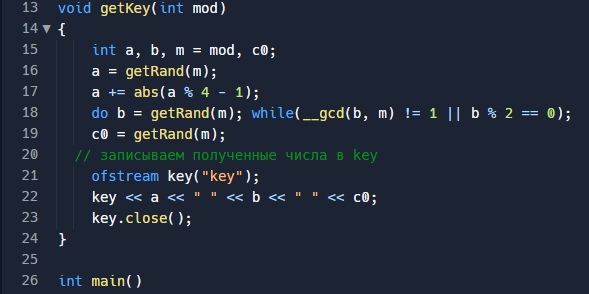 13 void getKey(int mod)
14 {
15 int a, b, m = mod, c0;
16 a = getRand(m);
17 a += abs(a % 4 - 1);
18 do b = getRand(m); while(__gcd(b, m) != 1 || b % 2 == 0);
19 c0 = getRand(m);
20 // записываем полученные числа в key
21 ofstream key("key");
22 key << a << " " << b << " " << c0;
23 key.close();
24 }
25
26 int main()